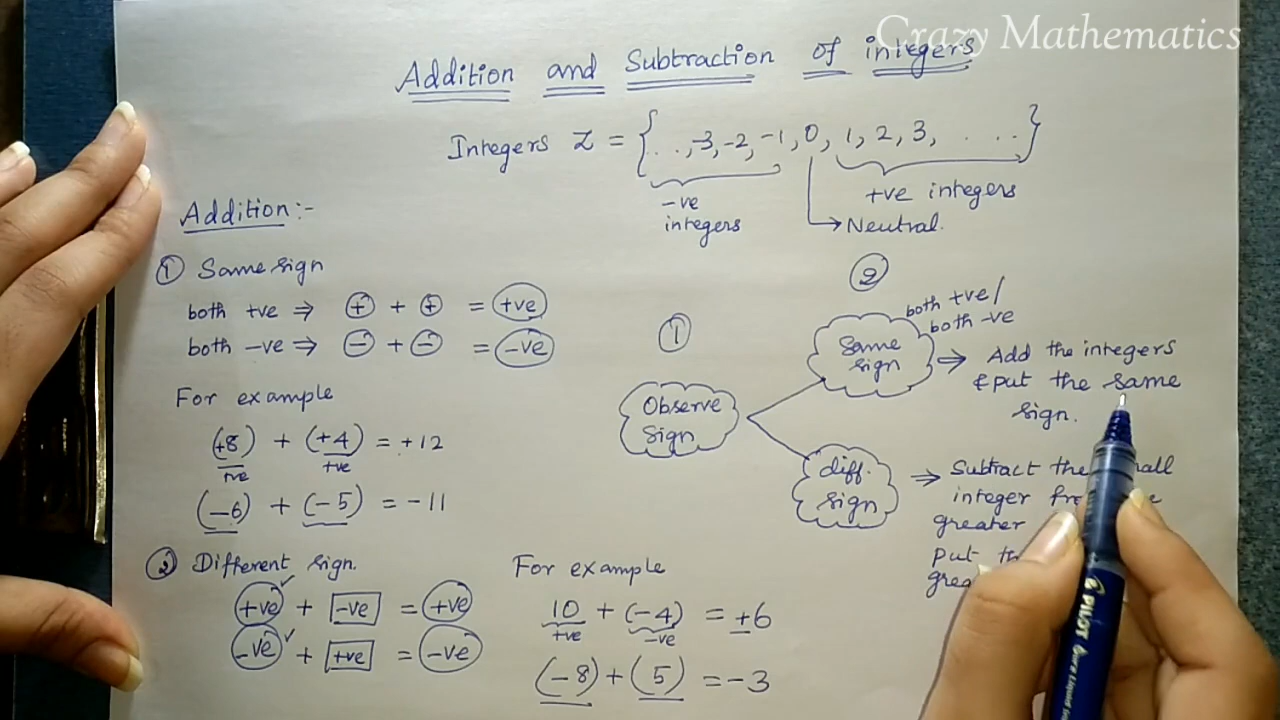 Crazy Mathematics
Addition and Subtraction of integers
Integers Z = { . . , -3, -2, -1, 0, 1, 2, 3, . . . . }
-ve
integers
+ve integers
Neutral.
Addition :-
① Same sign
both +ve ⇒ (+) + (+) = +ve
both -ve ⇒ (-) + (-) = -ve
For example
(+8) + (+4) = +12
+ve +ve
(-6) + (-5) = -11
② Different sign.
+ve ✓ + -ve = +ve
-ve ✓ + +ve = -ve
For example
10 + (-4) = +6
+ve -ve
(-8) + (5) = -3
①
Observe
Sign
②
Same
sign
both +ve/
both -ve
⇒ Add the integers
& put the same
sign.
diff.
sign
⇒ Subtract the
integer
greater
put
PILOT